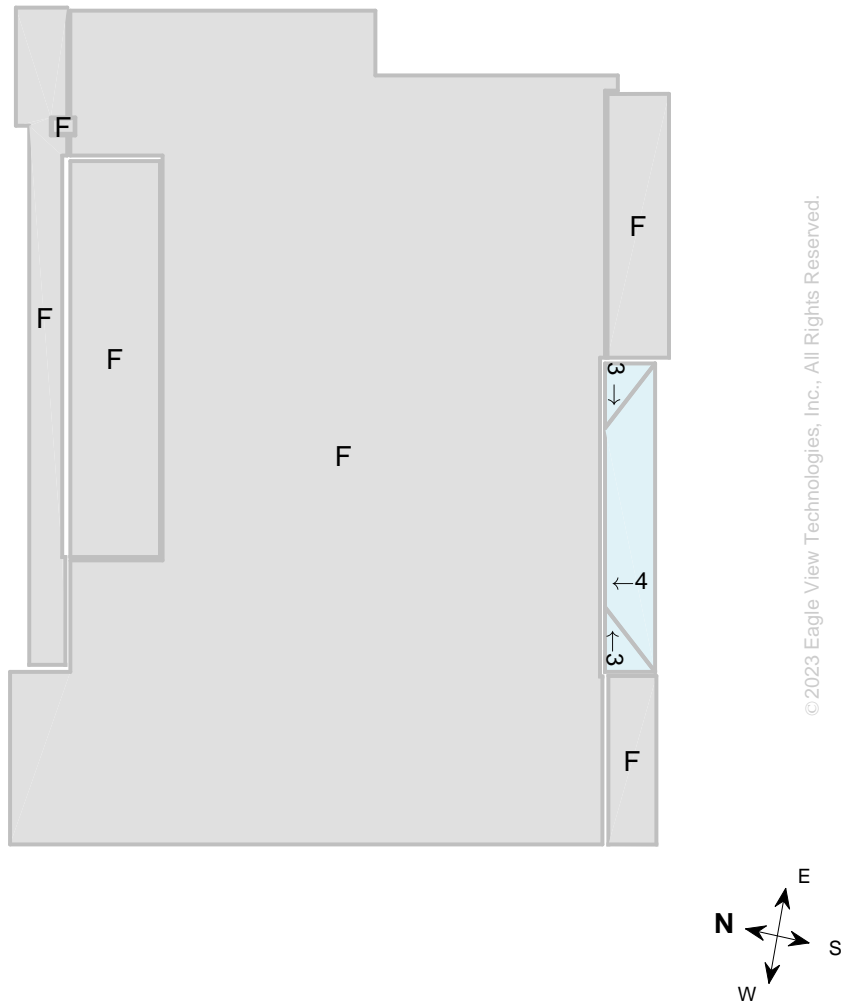 F
F
F
3
→
F
F
←4
←3
F
©2023 Eagle View Technologies, Inc., All Rights Reserved.
E
N
S
W